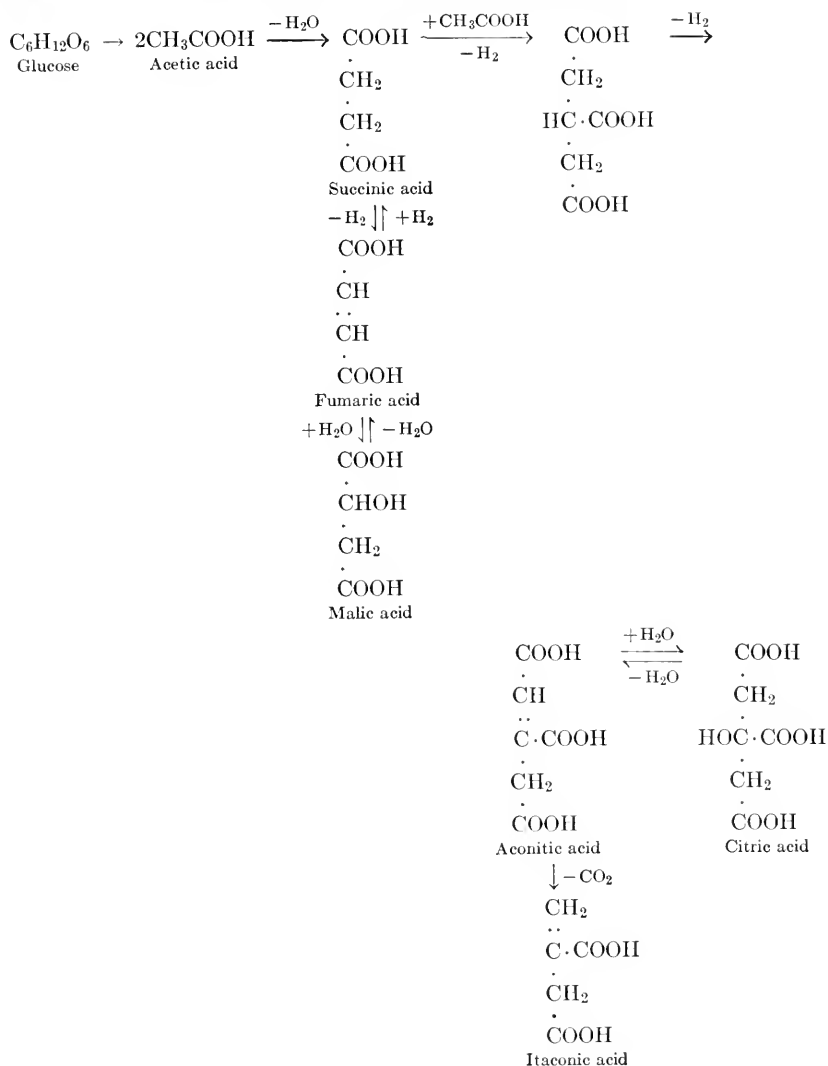 −H₂O +CH₃COOH −H₂
C₆H₁₂O₆ → 2CH₃COOH ⟶ COOH ⟶ COOH ⟶
Glucose Acetic acid −H₂
CH₂ CH₂
CH₂ HC·COOH
COOH CH₂
Succinic acid
−H₂ ⇌ +H₂ COOH
COOH
CH
CH
COOH
Fumaric acid
+H₂O ⇌ −H₂O
COOH
CHOH
CH₂
COOH
Malic acid
+H₂O
COOH ⇌ COOH
−H₂O
CH CH₂
C·COOH HOC·COOH
CH₂ CH₂
COOH COOH
Aconitic acid Citric acid
↓ −CO₂
CH₂
C·COOH
CH₂
COOH
Itaconic acid